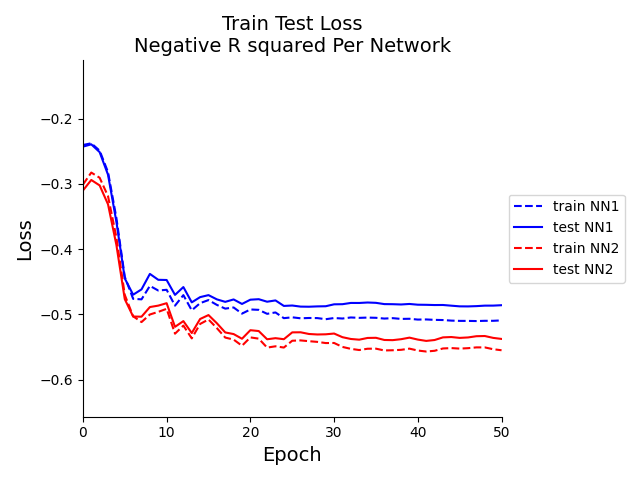 Train Test Loss
Negative R squared Per Network
Loss
−0.2
−0.3
−0.4
−0.5
−0.6
0
10
20
30
40
50
Epoch
train NN1
test NN1
train NN2
test NN2